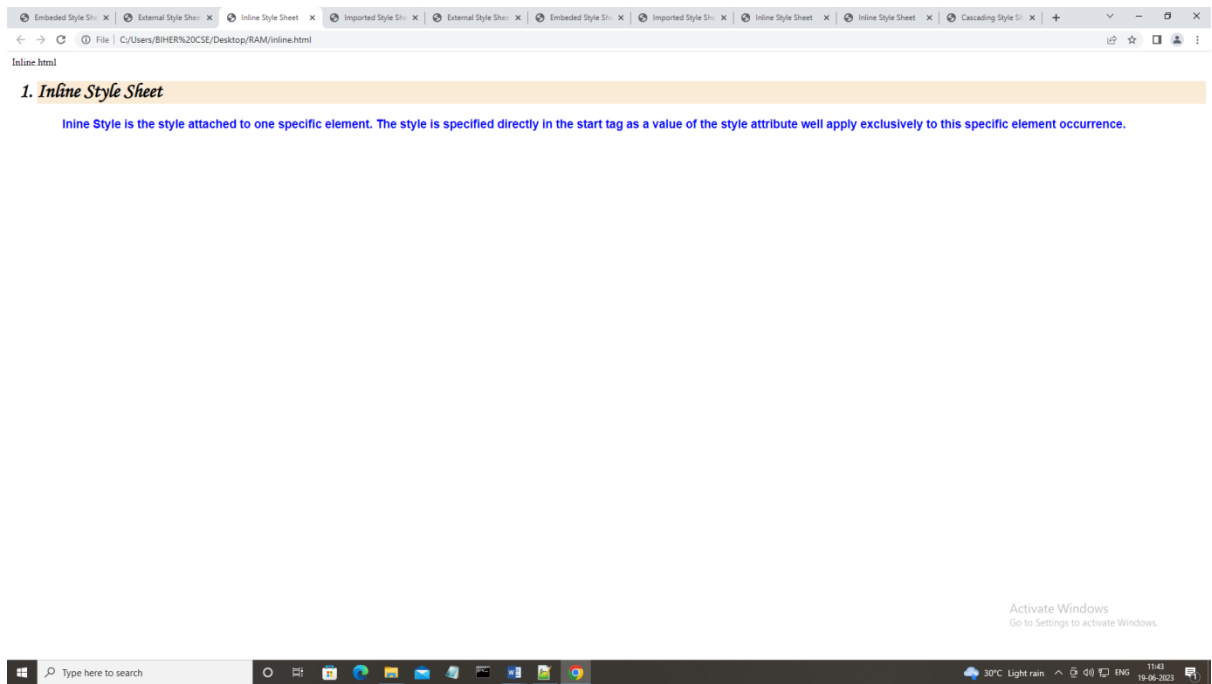 Embeded Style She
External Style Shee
Inline Style Sheet
Imported Style She
External Style Shee
Embeded Style She
Imported Style She
Inline Style Sheet
Inline Style Sheet
Cascading Style Sh
File | C:/Users/BIHER%20CSE/Desktop/RAM/inline.html
Inline.html
1. Inline Style Sheet
Inine Style is the style attached to one specific element. The style is specified directly in the start tag as a value of the style attribute well apply exclusively to this specific element occurrence.
Activate Windows
Go to Settings to activate Windows.
Type here to search
30°C Light rain
ENG
11:43
19-06-2023